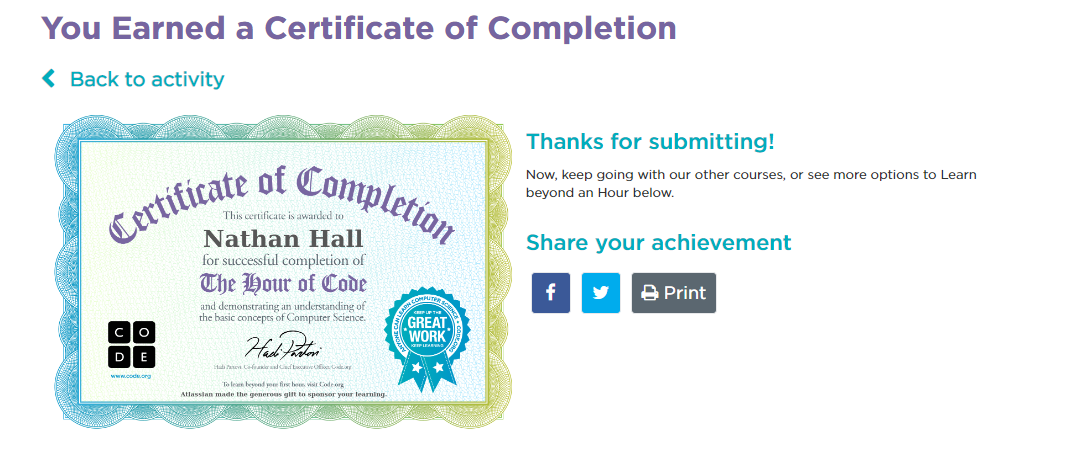 You Earned a Certificate of Completion
Back to activity
Certificate of Completion
This certificate is awarded to
Nathan Hall
for successful completion of
The Hour of Code
and demonstrating an understanding of
the basic concepts of Computer Science.
C O
D E
www.code.org
Hadi Partovi
Hadi Partovi, Co-founder and Chief Executive Officer, Code.org
To learn beyond your first hour, visit Code.org
Atlassian made the generous gift to sponsor your learning.
ANYONE CAN LEARN COMPUTER SCIENCE
KEEP UP THE
GREAT
WORK
KEEP LEARNING
Thanks for submitting!
Now, keep going with our other courses, or see more options to Learn
beyond an Hour below.
Share your achievement
Print